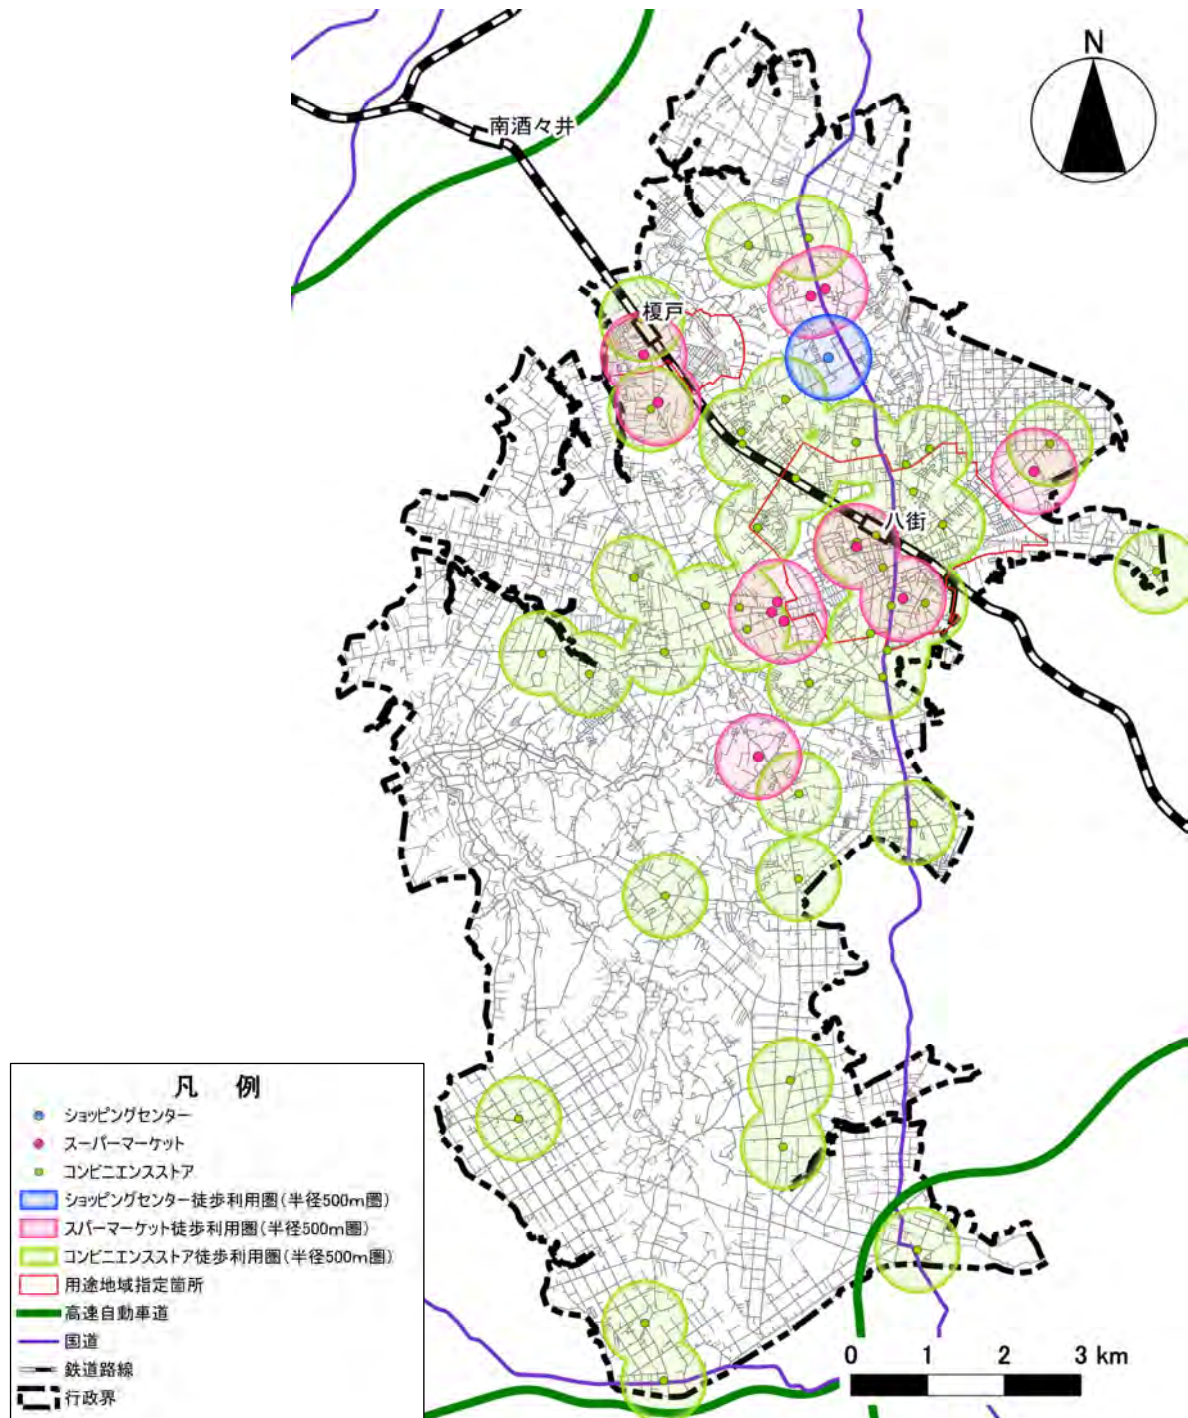 N
南酒々井
榎戸
八街
凡 例
ショッピングセンター
スーパーマーケット
コンビニエンスストア
ショッピングセンター徒歩利用圏(半径500m圏)
スパーマーケット徒歩利用圏(半径500m圏)
コンビニエンスストア徒歩利用圏(半径500m圏)
用途地域指定箇所
高速自動車道
国道
鉄道路線
行政界
0 1 2 3 km